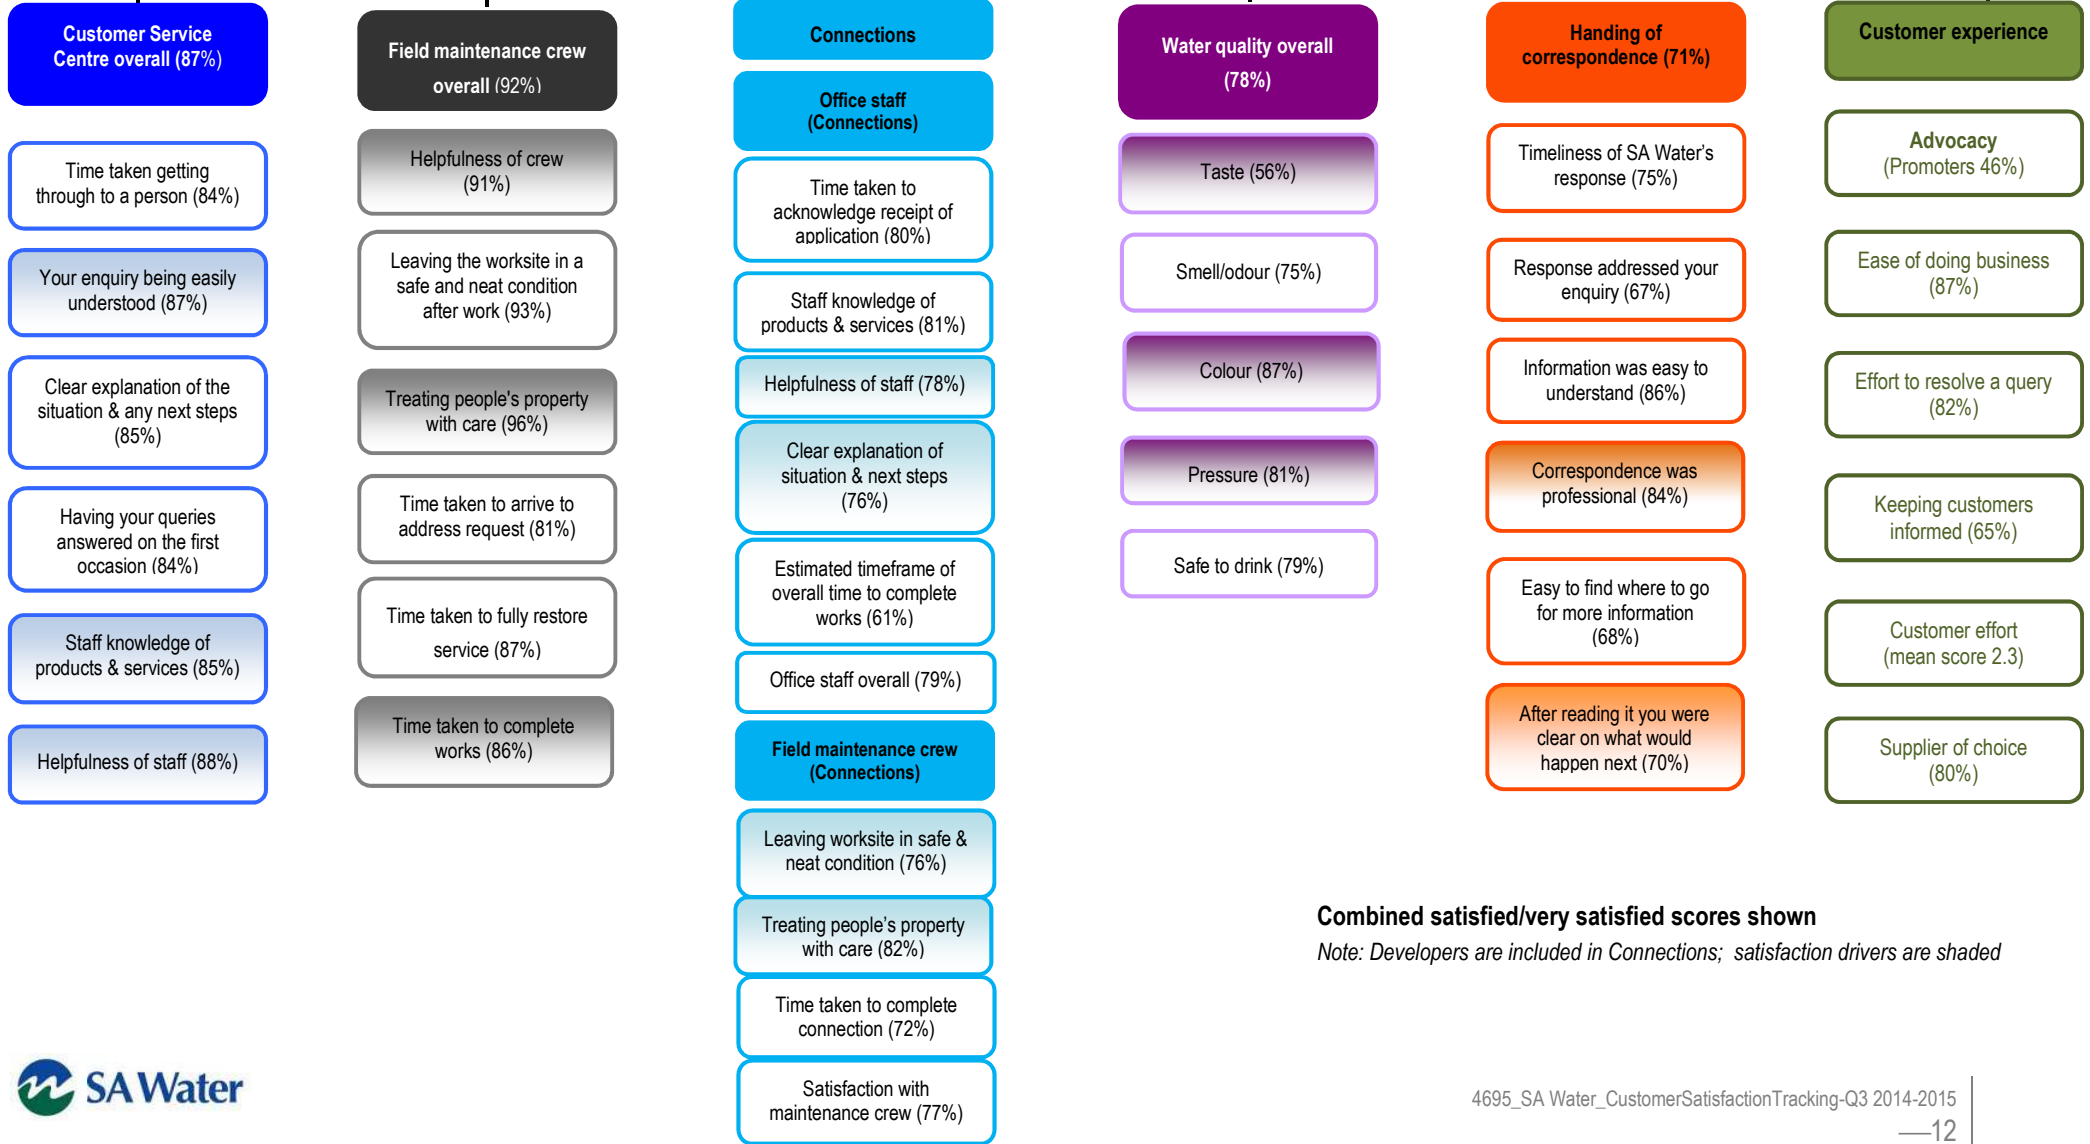 Customer Service
Centre overall (87%)
Time taken getting
through to a person (84%)
Your enquiry being easily
understood (87%)
Clear explanation of the
situation & any next steps
(85%)
Having your queries
answered on the first
occasion (84%)
Staff knowledge of
products & services (85%)
Helpfulness of staff (88%)
Field maintenance crew
overall (92%)
Helpfulness of crew
(91%)
Leaving the worksite in a
safe and neat condition
after work (93%)
Treating people's property
with care (96%)
Time taken to arrive to
address request (81%)
Time taken to fully restore
service (87%)
Time taken to complete
works (86%)
Connections
Office staff
(Connections)
Time taken to
acknowledge receipt of
application (80%)
Staff knowledge of
products & services (81%)
Helpfulness of staff (78%)
Clear explanation of
situation & next steps
(76%)
Estimated timeframe of
overall time to complete
works (61%)
Office staff overall (79%)
Field maintenance crew
(Connections)
Leaving worksite in safe &
neat condition (76%)
Treating people’s property
with care (82%)
Time taken to complete
connection (72%)
Satisfaction with
maintenance crew (77%)
Water quality overall
(78%)
Taste (56%)
Smell/odour (75%)
Colour (87%)
Pressure (81%)
Safe to drink (79%)
Handing of
correspondence (71%)
Timeliness of SA Water’s
response (75%)
Response addressed your
enquiry (67%)
Information was easy to
understand (86%)
Correspondence was
professional (84%)
Easy to find where to go
for more information
(68%)
After reading it you were
clear on what would
happen next (70%)
Customer experience
Advocacy
(Promoters 46%)
Ease of doing business
(87%)
Effort to resolve a query
(82%)
Keeping customers
informed (65%)
Customer effort
(mean score 2.3)
Supplier of choice
(80%)
Combined satisfied/very satisfied scores shown
Note: Developers are included in Connections; satisfaction drivers are shaded
SA Water
4695_SA Water_CustomerSatisfactionTracking-Q3 2014-2015
12